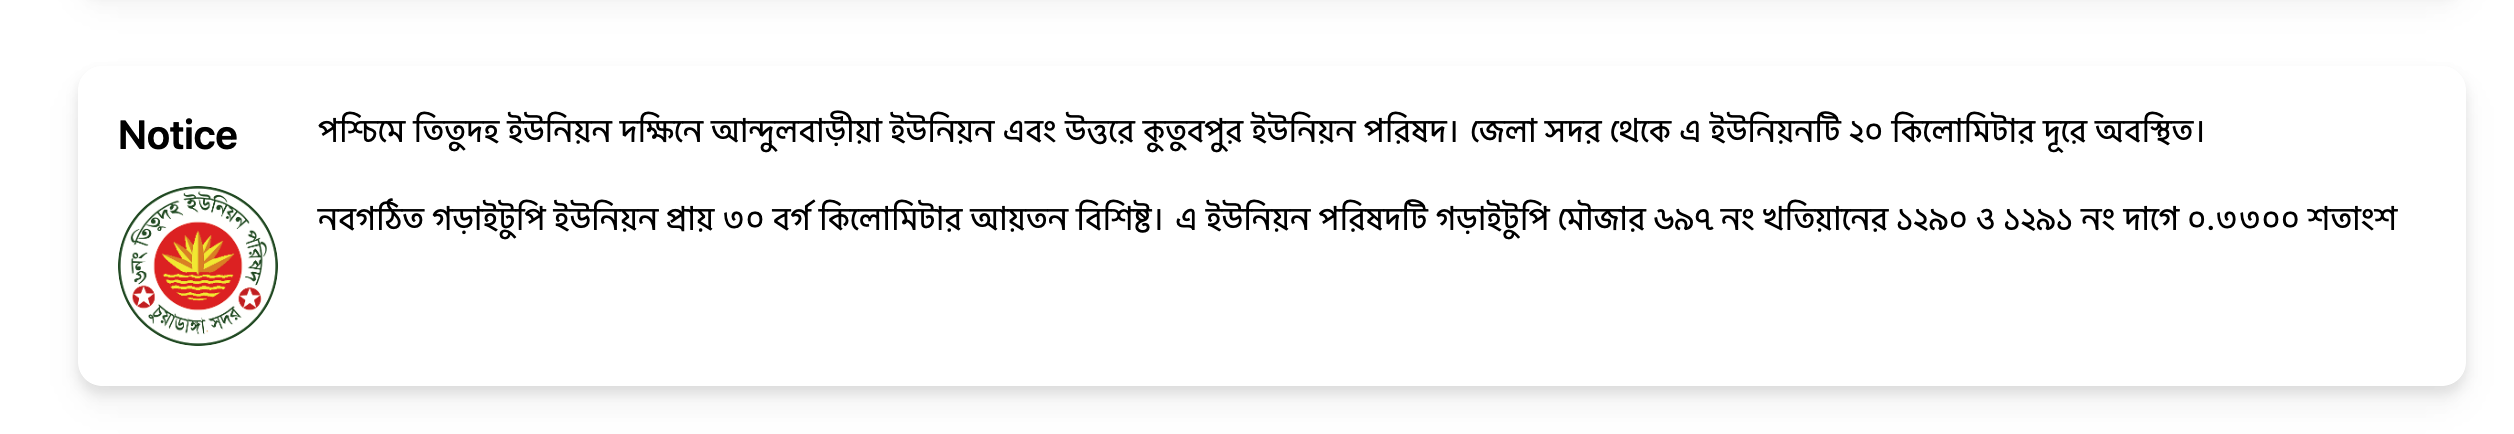 Notice
পশ্চিমে তিতুদহ ইউনিয়ন দক্ষিনে আন্দুলবাড়ীয়া ইউনিয়ন এবং উত্তরে কুতুবপুর ইউনিয়ন পরিষদ। জেলা সদর থেকে এ ইউনিয়নটি ২০ কিলোমিটার দুরে অবস্থিত।
নবগঠিত গড়াইটুপি ইউনিয়ন প্রায় ৩০ বর্গ কিলোমিটার আয়তন বিশিষ্ট। এ ইউনিয়ন পরিষদটি গড়াইটুপি মৌজার ৬৯৭ নং খতিয়ানের ১২৯০ ও ১২৯১ নং দাগে ০.৩৩০০ শতাংশ
তিতুদহ ইউনিয়ন পরিষদ
চুয়াডাঙ্গা সদর